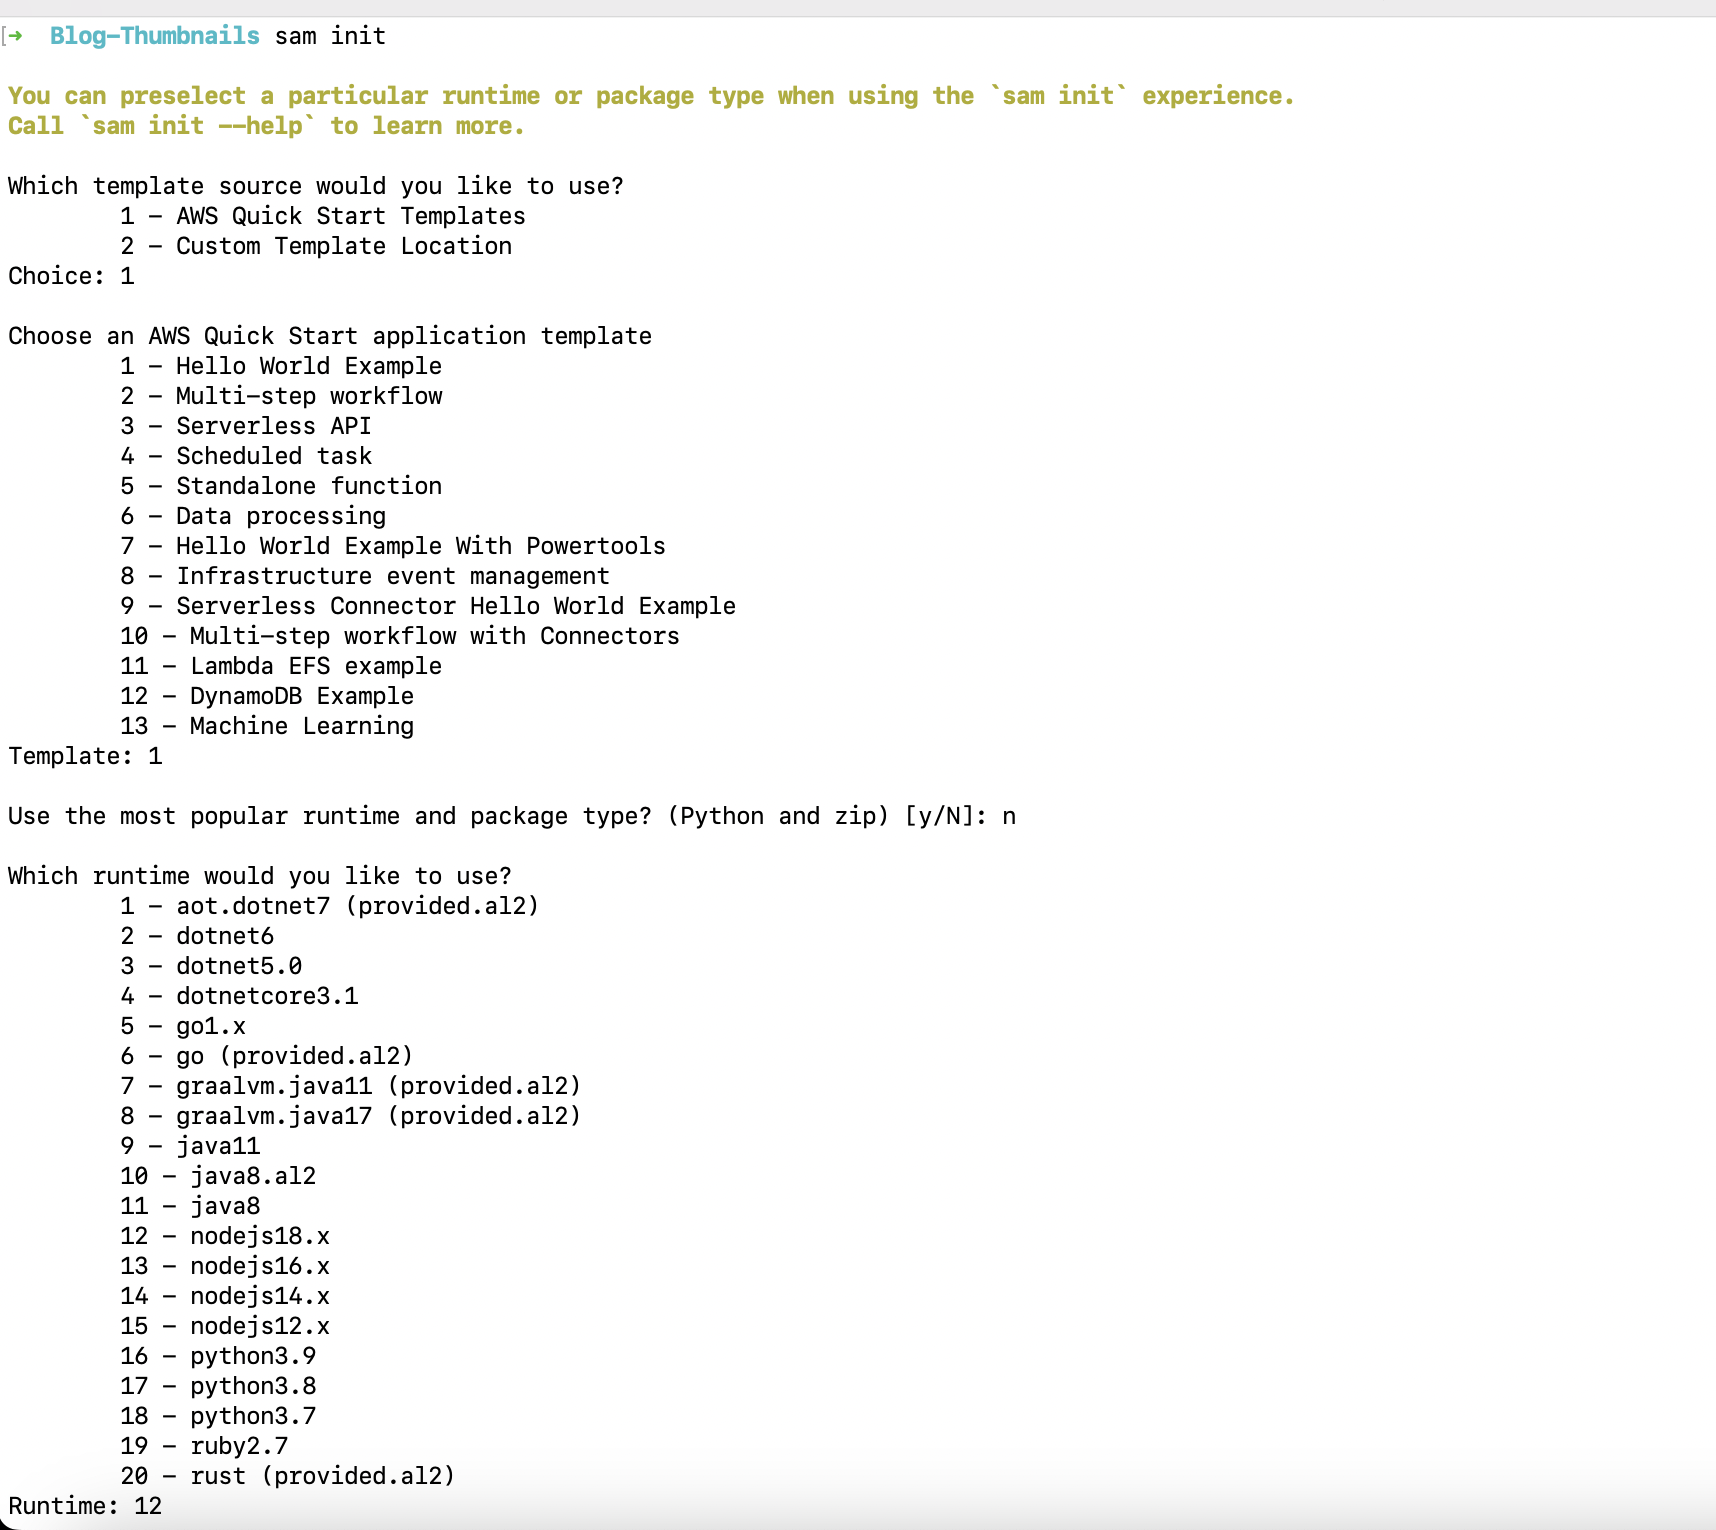 [→ Blog-Thumbnails sam init
You can preselect a particular runtime or package type when using the `sam init` experience.
Call `sam init --help` to learn more.
Which template source would you like to use?
1 - AWS Quick Start Templates
2 - Custom Template Location
Choice: 1
Choose an AWS Quick Start application template
1 - Hello World Example
2 - Multi-step workflow
3 - Serverless API
4 - Scheduled task
5 - Standalone function
6 - Data processing
7 - Hello World Example With Powertools
8 - Infrastructure event management
9 - Serverless Connector Hello World Example
10 - Multi-step workflow with Connectors
11 - Lambda EFS example
12 - DynamoDB Example
13 - Machine Learning
Template: 1
Use the most popular runtime and package type? (Python and zip) [y/N]: n
Which runtime would you like to use?
1 - aot.dotnet7 (provided.al2)
2 - dotnet6
3 - dotnet5.0
4 - dotnetcore3.1
5 - go1.x
6 - go (provided.al2)
7 - graalvm.java11 (provided.al2)
8 - graalvm.java17 (provided.al2)
9 - java11
10 - java8.al2
11 - java8
12 - nodejs18.x
13 - nodejs16.x
14 - nodejs14.x
15 - nodejs12.x
16 - python3.9
17 - python3.8
18 - python3.7
19 - ruby2.7
20 - rust (provided.al2)
Runtime: 12